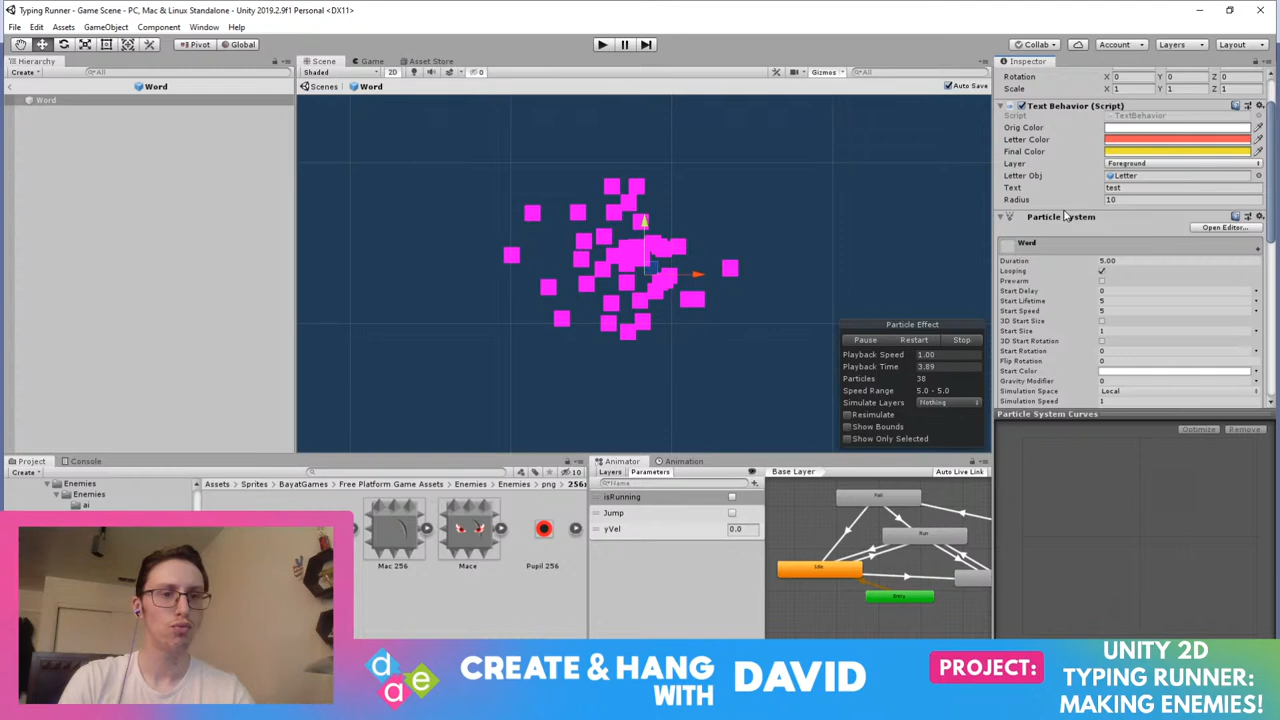 Typing Runner - Game Scene - PC, Mac & Linux Standalone - Unity 2019.2.9f1 Personal <DX11>
File Edit Assets GameObject Component Window Help
Pivot Global Collab Account Layers Layout
Hierarchy
Create All
Word
Word
Scene Game Asset Store
Shaded 2D 0 Gizmos All
Scenes Word Auto Save
Particle Effect
Pause Restart Stop
Playback Speed 1.00
Playback Time 3.89
Particles 38
Speed Range 5.0 - 5.0
Simulate Layers Nothing
Resimulate
Show Bounds
Show Only Selected
Inspector
Rotation X 0 Y 0 Z 0
Scale X 1 Y 1 Z 1
Text Behavior (Script)
Script TextBehavior
Orig Color
Letter Color
Final Color
Layer Foreground
Letter Obj Letter
Text test
Radius 10
Particle System
Open Editor...
Word
Duration 5.00
Looping
Prewarm
Start Delay 0
Start Lifetime 5
Start Speed 5
3D Start Size
Start Size 1
3D Start Rotation
Start Rotation 0
Flip Rotation 0
Start Color
Gravity Modifier 0
Simulation Space Local
Simulation Speed 1
Particle System Curves
Optimize Remove
Project Console
Create 10
Enemies
Enemies
ai
Assets Sprites BayatGames Free Platform Game Assets Enemies Enemies png 256x
Mac 256 Mace Pupil 256
Animator Animation
Layers Parameters Base Layer Auto Live Link
Name
isRunning
Jump
yVel 0.0
Fall
Run
Idle
Entry
dae
CREATE & HANG
WITH DAVID
PROJECT:
UNITY 2D
TYPING RUNNER:
MAKING ENEMIES!